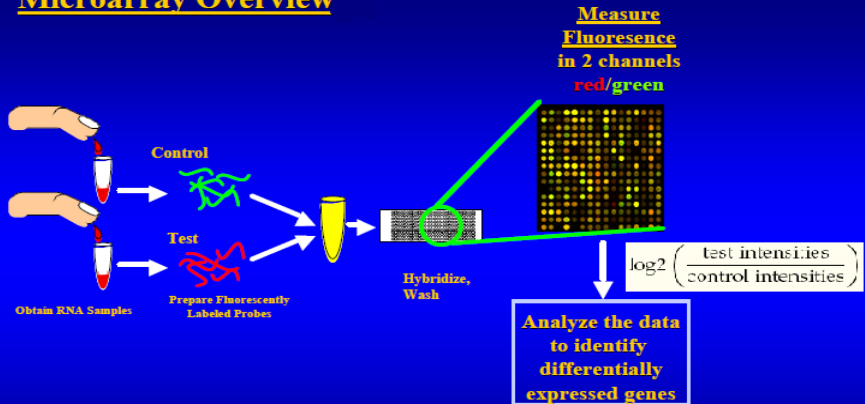 Microarray Overview
Measure
Fluoresence
in 2 channels
red/green
Control
Test
Obtain RNA Samples
Prepare Fluorescently
Labeled Probes
Hybridize,
Wash
log2 ( test intensities / control intensities )
Analyze the data
to identify
differentially
expressed genes